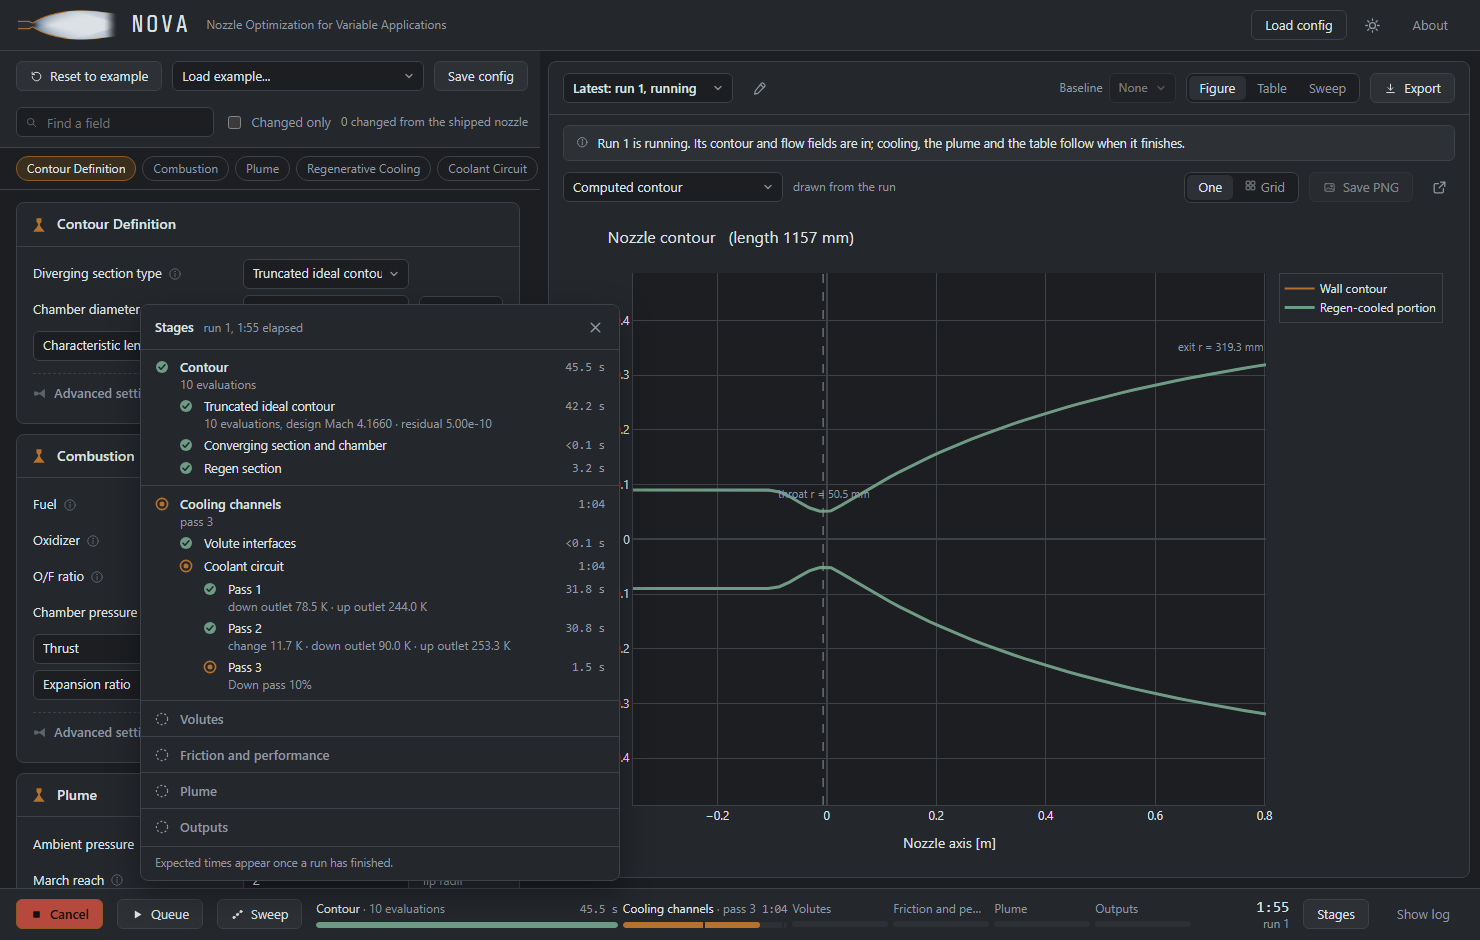 NOVA
Nozzle Optimization for Variable Applications
Load config
About
Reset to example
Load example...
Save config
Find a field
Changed only
0 changed from the shipped nozzle
Contour Definition
Combustion
Plume
Regenerative Cooling
Coolant Circuit
Contour Definition
Diverging section type
Truncated ideal contou
Chamber diameter
Characteristic len
Advanced setti
Combustion
Fuel
Oxidizer
O/F ratio
Chamber pressure
Thrust
Expansion ratio
Advanced setti
Plume
Ambient pressure
March reach
Stages
run 1, 1:55 elapsed
Contour
45.5 s
10 evaluations
Truncated ideal contour
42.2 s
10 evaluations, design Mach 4.1660 · residual 5.00e-10
Converging section and chamber
<0.1 s
Regen section
3.2 s
Cooling channels
1:04
pass 3
Volute interfaces
<0.1 s
Coolant circuit
1:04
Pass 1
31.8 s
down outlet 78.5 K · up outlet 244.0 K
Pass 2
30.8 s
change 11.7 K · down outlet 90.0 K · up outlet 253.3 K
Pass 3
1.5 s
Down pass 10%
Volutes
Friction and performance
Plume
Outputs
Expected times appear once a run has finished.
Latest: run 1, running
Baseline
None
Figure
Table
Sweep
Export
Run 1 is running. Its contour and flow fields are in; cooling, the plume and the table follow when it finishes.
Computed contour
drawn from the run
One
Grid
Save PNG
Nozzle contour (length 1157 mm)
Wall contour
Regen-cooled portion
exit r = 319.3 mm
throat r = 50.5 mm
.4
.3
.2
.1
0
.1
.2
.3
.4
−0.2
0
0.2
0.4
0.6
0.8
Nozzle axis [m]
Cancel
Queue
Sweep
Contour · 10 evaluations
45.5 s
Cooling channels · pass 3
1:04
Volutes
Friction and pe...
Plume
Outputs
1:55
run 1
Stages
Show log